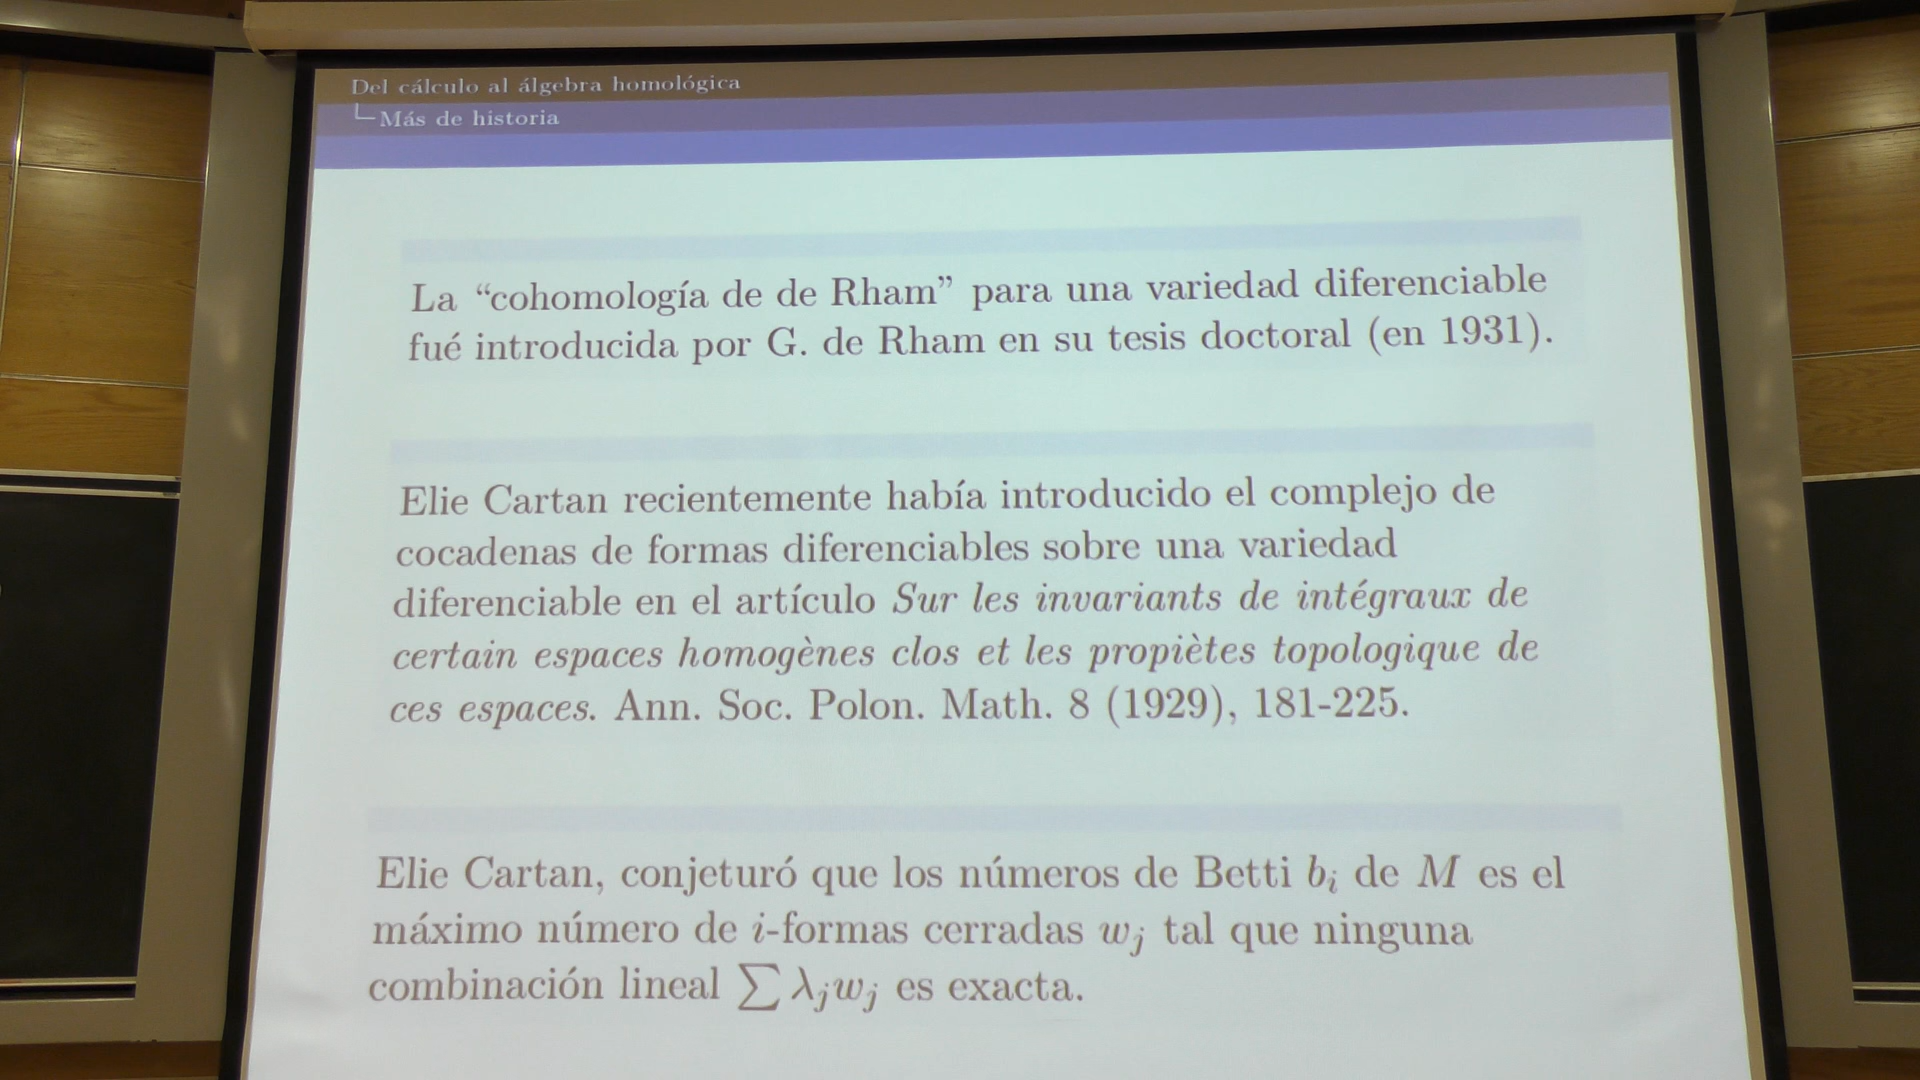 Del cálculo al álgebra homológica
Más de historia
La “cohomología de de Rham” para una variedad diferenciable
fué introducida por G. de Rham en su tesis doctoral (en 1931).
Elie Cartan recientemente había introducido el complejo de
cocadenas de formas diferenciables sobre una variedad
diferenciable en el artículo Sur les invariants de intégraux de
certain espaces homogènes clos et les propiètes topologique de
ces espaces. Ann. Soc. Polon. Math. 8 (1929), 181-225.
Elie Cartan, conjeturó que los números de Betti b_i de M es el
máximo número de i-formas cerradas w_j tal que ninguna
combinación lineal ∑ λ_j w_j es exacta.